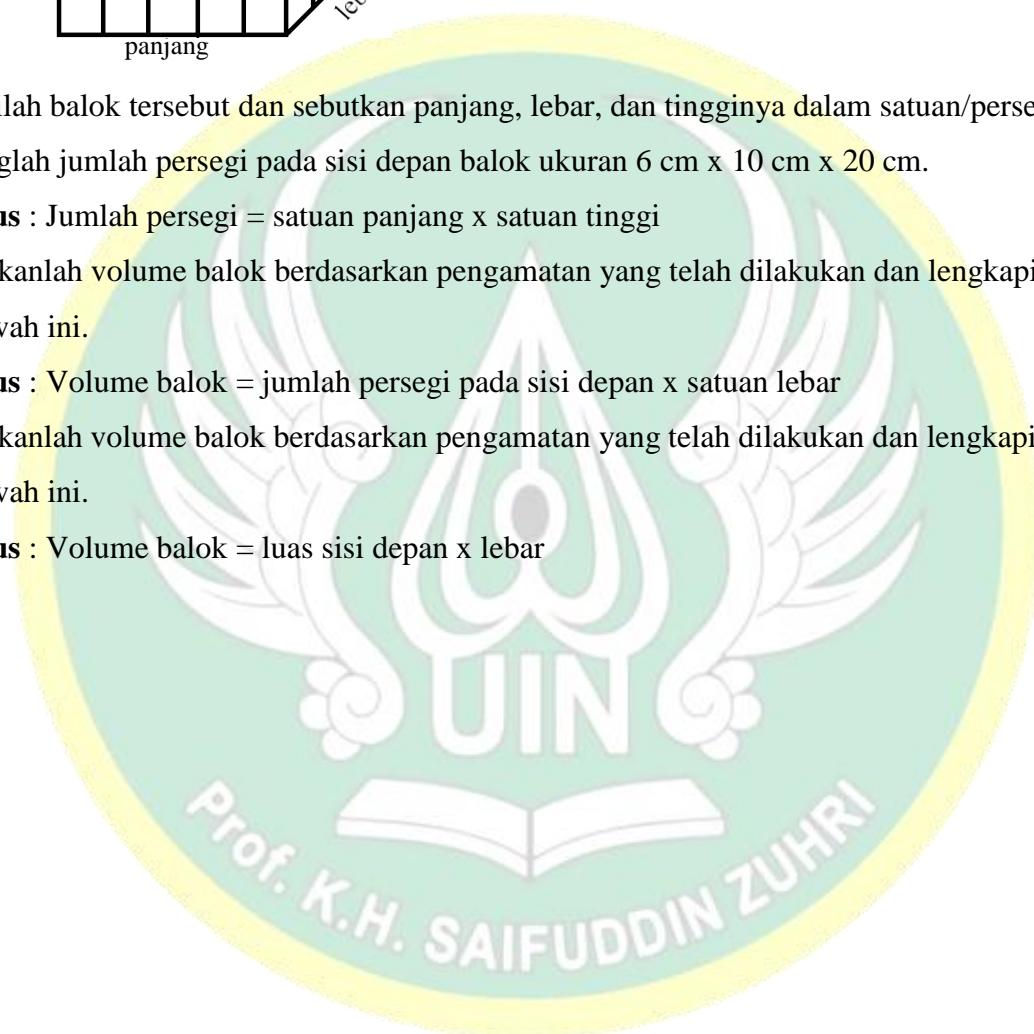 panjang
ilah balok tersebut dan sebutkan panjang, lebar, dan tingginya dalam satuan/perse
glah jumlah persegi pada sisi depan balok ukuran 6 cm x 10 cm x 20 cm.
us : Jumlah persegi = satuan panjang x satuan tinggi
kanlah volume balok berdasarkan pengamatan yang telah dilakukan dan lengkapi
vah ini.
us : Volume balok = jumlah persegi pada sisi depan x satuan lebar
kanlah volume balok berdasarkan pengamatan yang telah dilakukan dan lengkapi
vah ini.
us : Volume balok = luas sisi depan x lebar
UIN
Prof. K.H. SAIFUDDIN ZUHRI